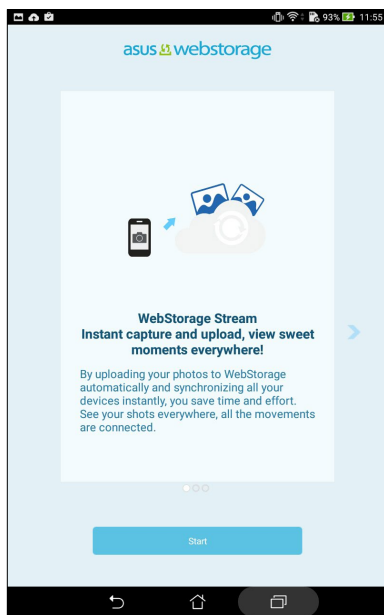 93% 11:55
asus webstorage
WebStorage Stream
Instant capture and upload, view sweet
moments everywhere!
By uploading your photos to WebStorage
automatically and synchronizing all your
devices instantly, you save time and effort.
See your shots everywhere, all the movements
are connected.
Start